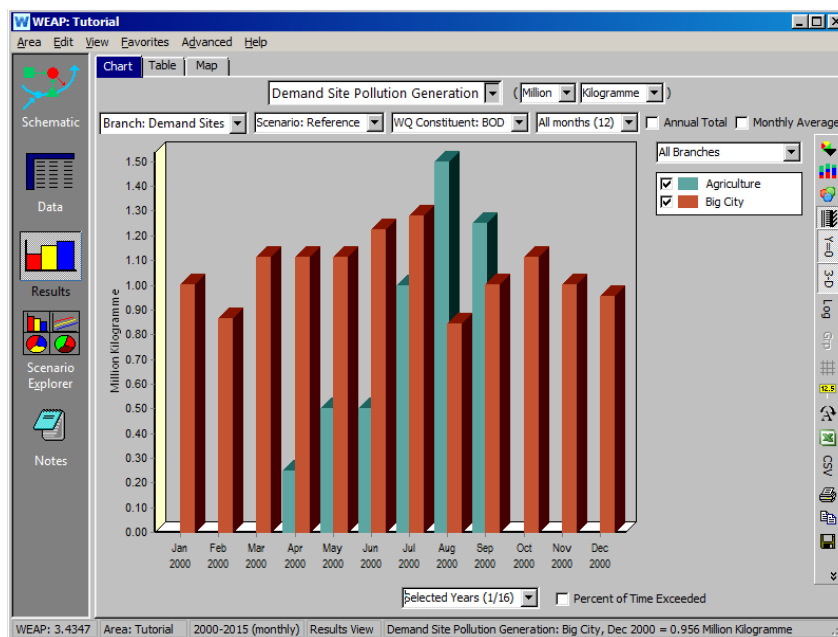 WEAP: Tutorial
Area Edit View Favorites Advanced Help
Chart Table Map
Demand Site Pollution Generation ( Million Kilogramme )
Branch: Demand Sites Scenario: Reference WQ Constituent: BOD All months (12) Annual Total Monthly Average
All Branches
Agriculture
Big City
Schematic
Data
Results
Scenario
Explorer
Notes
Million Kilogramme
1.50
1.40
1.30
1.20
1.10
1.00
0.90
0.80
0.70
0.60
0.50
0.40
0.30
0.20
0.10
0.00
Jan Feb Mar Apr May Jun Jul Aug Sep Oct Nov Dec
2000 2000 2000 2000 2000 2000 2000 2000 2000 2000 2000 2000
Y=0
3-D
Log
Grp
12.5
CSV
Selected Years (1/16) Percent of Time Exceeded
WEAP: 3.4347 Area: Tutorial 2000-2015 (monthly) Results View Demand Site Pollution Generation: Big City, Dec 2000 = 0.956 Million Kilogramme